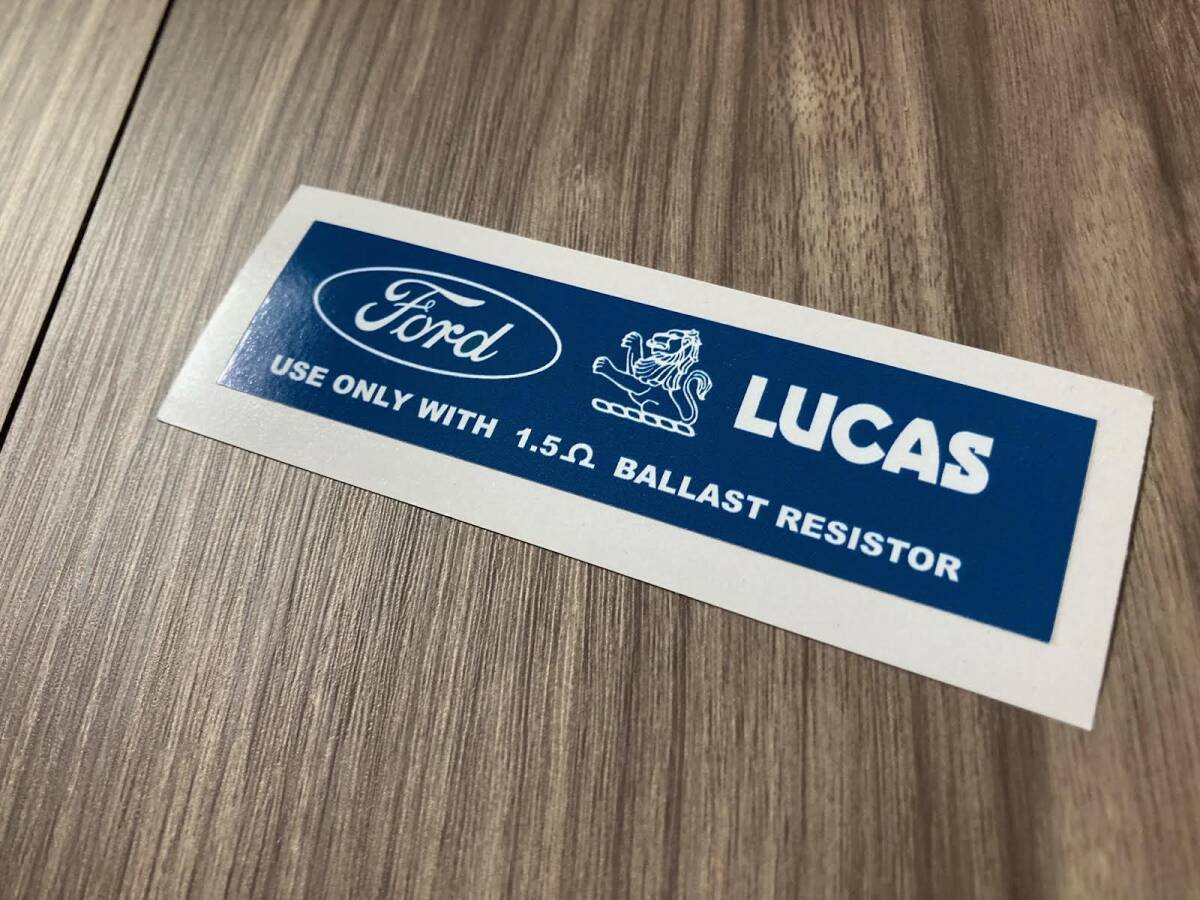 Ford LUCAS
USE ONLY WITH 1.5Ω BALLAST RESISTOR